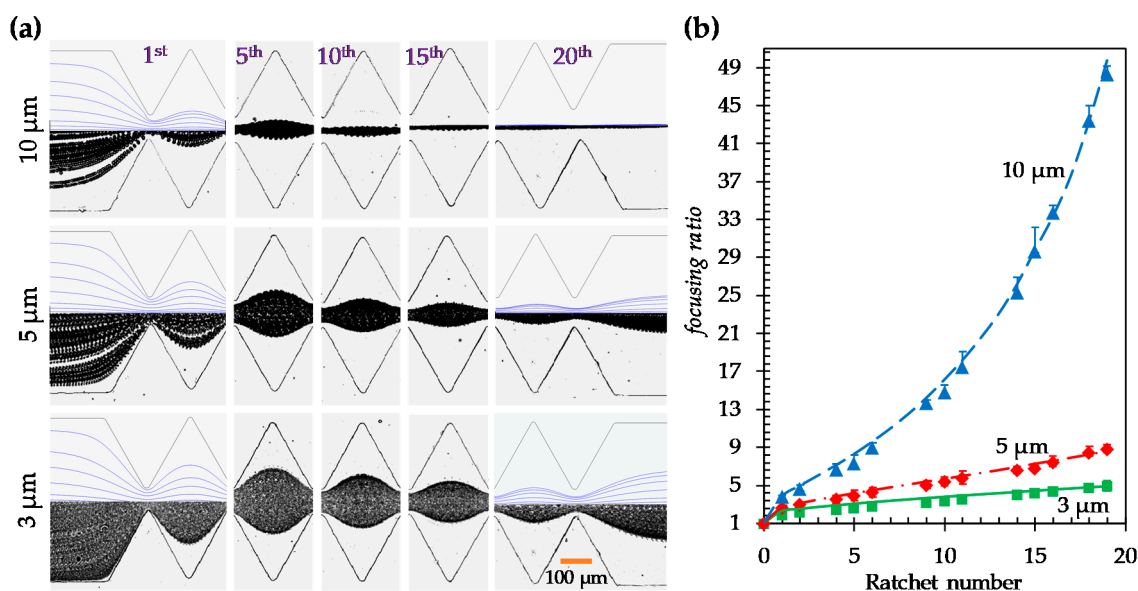 (a)
1st 5th 10th 15th 20th
10 µm
5 µm
3 µm
100 µm
(b)
49
45
41
37
33
29
25
21
17
13
9
5
1
focusing ratio
10 µm
5 µm
3 µm
0 5 10 15 20
Ratchet number